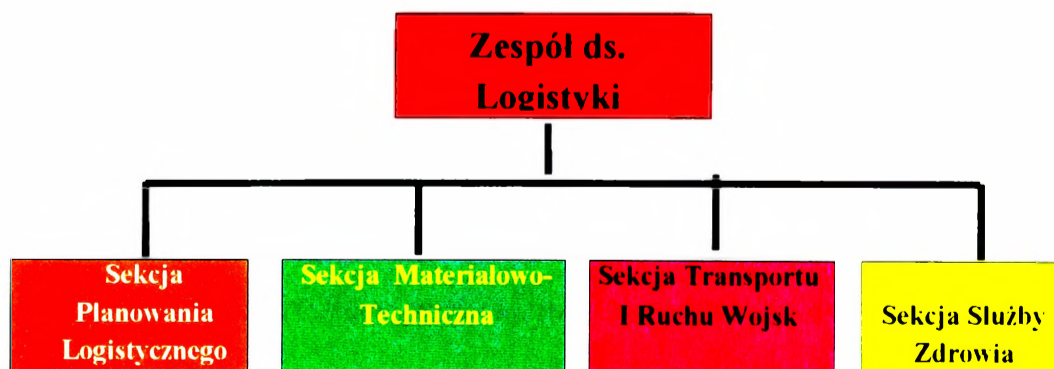 Zespół ds.
Logistyki
Sekcja
Planowania
Logistycznego
Sekcja Materiałowo-
Techniczna
Sekcja Transportu
I Ruchu Wojsk
Sekcja Służby
Zdrowia